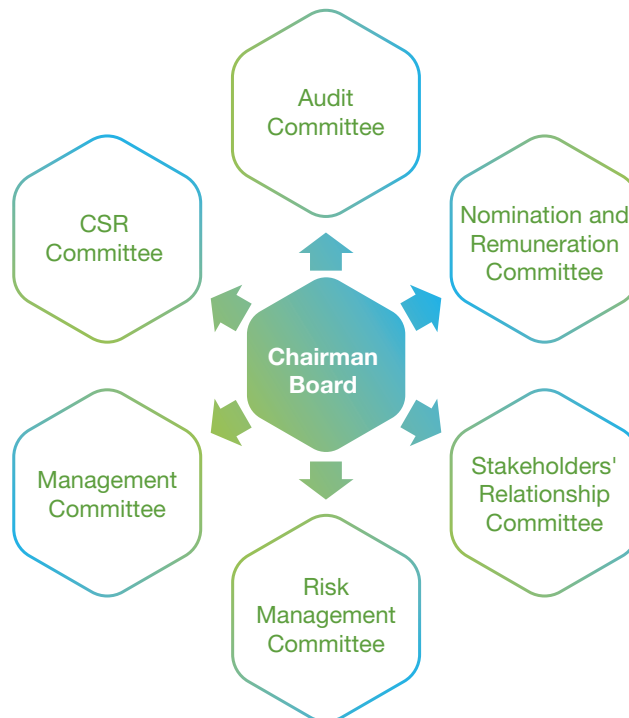 Audit
Committee
CSR
Committee
Nomination and
Remuneration
Committee
Chairman
Board
Management
Committee
Stakeholders'
Relationship
Committee
Risk
Management
Committee